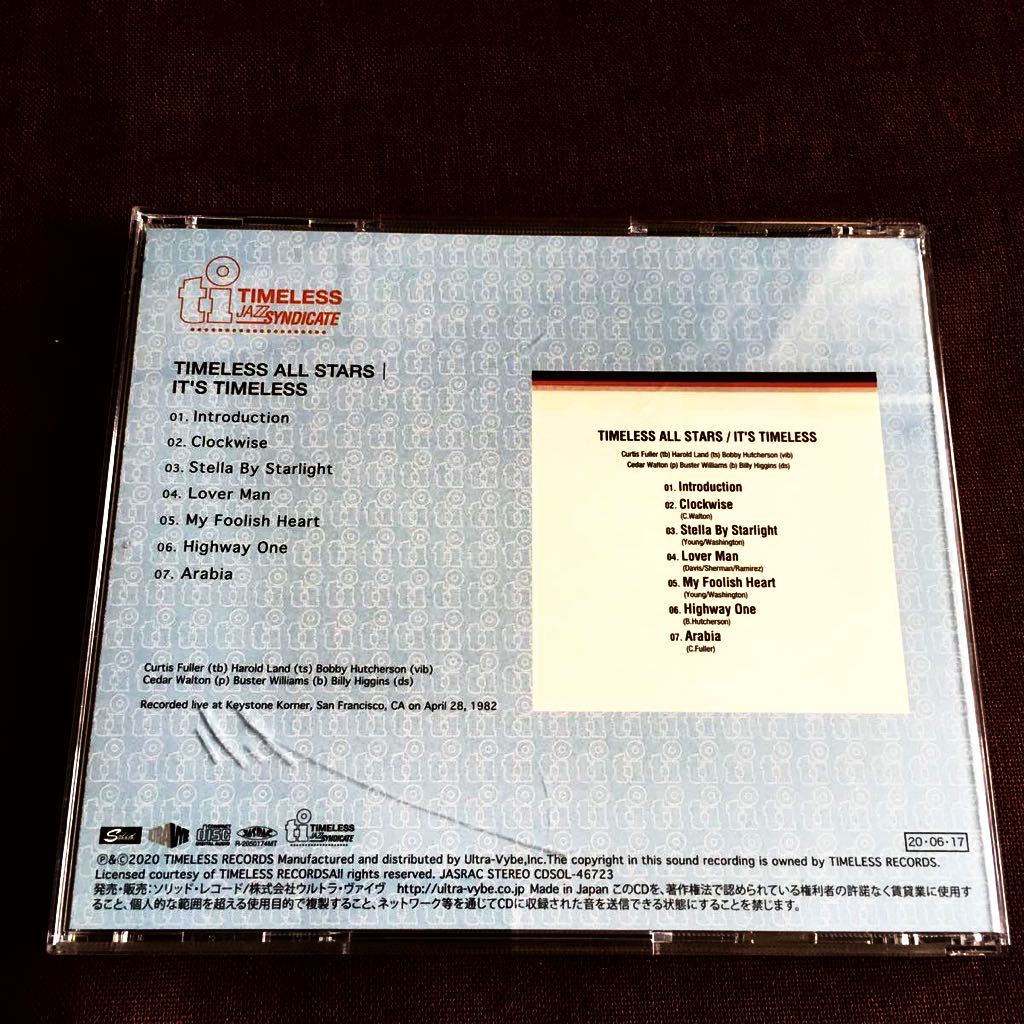 ti TIMELESS
JAZZ SYNDICATE
TIMELESS ALL STARS |
IT'S TIMELESS
01. Introduction
02. Clockwise
03. Stella By Starlight
04. Lover Man
05. My Foolish Heart
06. Highway One
07. Arabia
Curtis Fuller (tb) Harold Land (ts) Bobby Hutcherson (vib)
Cedar Walton (p) Buster Williams (b) Billy Higgins (ds)
Recorded live at Keystone Korner, San Francisco, CA on April 28, 1982
TIMELESS ALL STARS / IT'S TIMELESS
Curtis Fuller (tb) Harold Land (ts) Bobby Hutcherson (vib)
Cedar Walton (p) Buster Williams (b) Billy Higgins (ds)
01. Introduction
02. Clockwise
(C.Walton)
03. Stella By Starlight
(Young/Washington)
04. Lover Man
(Davis/Sherman/Ramirez)
05. My Foolish Heart
(Young/Washington)
06. Highway One
(B.Hutcherson)
07. Arabia
(C.Fuller)
Solid ULTRA VYBE COMPACT disc DIGITAL AUDIO JASRAC R-2050174MT ti TIMELESS JAZZ SYNDICATE
20・06・17
℗&©2020 TIMELESS RECORDS Manufactured and distributed by Ultra-Vybe,Inc.The copyright in this sound recording is owned by TIMELESS RECORDS.
Licensed courtesy of TIMELESS RECORDSAll rights reserved. JASRAC STEREO CDSOL-46723
発売・販売:ソリッド・レコード/株式会社ウルトラ・ヴァイヴ http://ultra-vybe.co.jp Made in Japan このCDを、著作権法で認められている権利者の許諾なく賃貸業に使用す
ること、個人的な範囲を超える使用目的で複製すること、ネットワーク等を通じてCDに収録された音を送信できる状態にすることを禁じます。